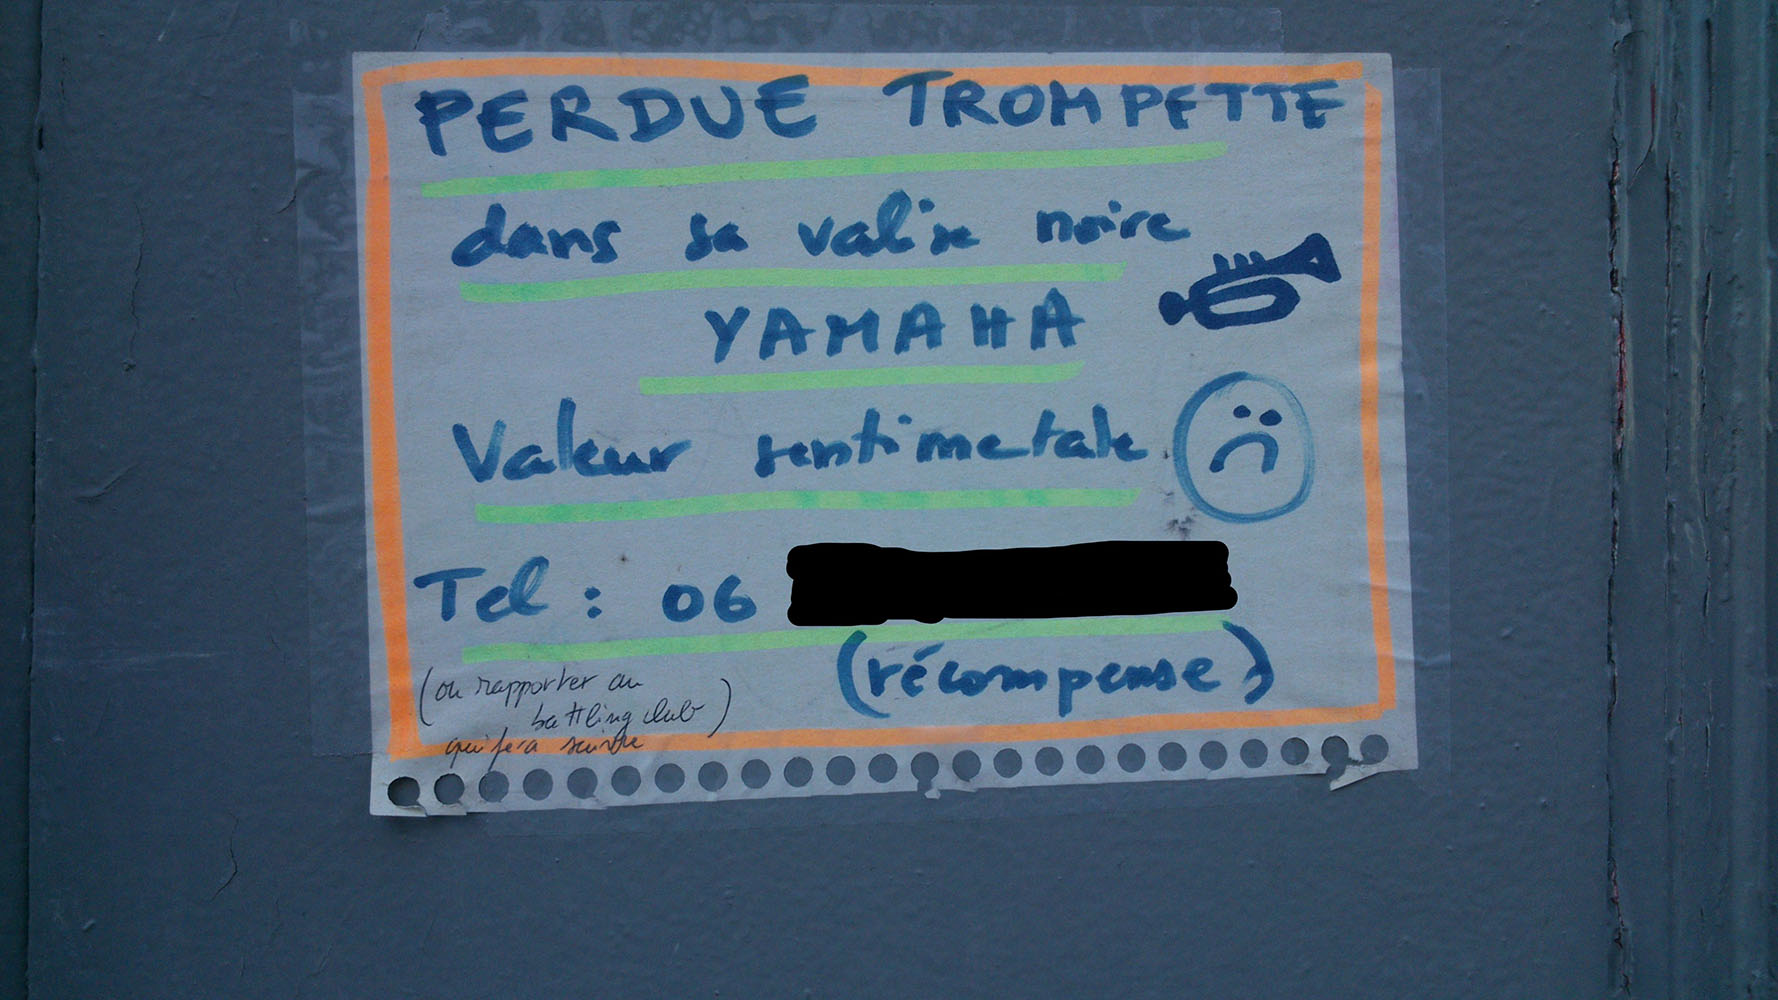 PERDUE TROMPETTE
dans sa valise noire
YAMAHA
Valeur sentimetale
Tel : 06
(récompense)
(ou rapporter au
battling club)
qui fera suivre